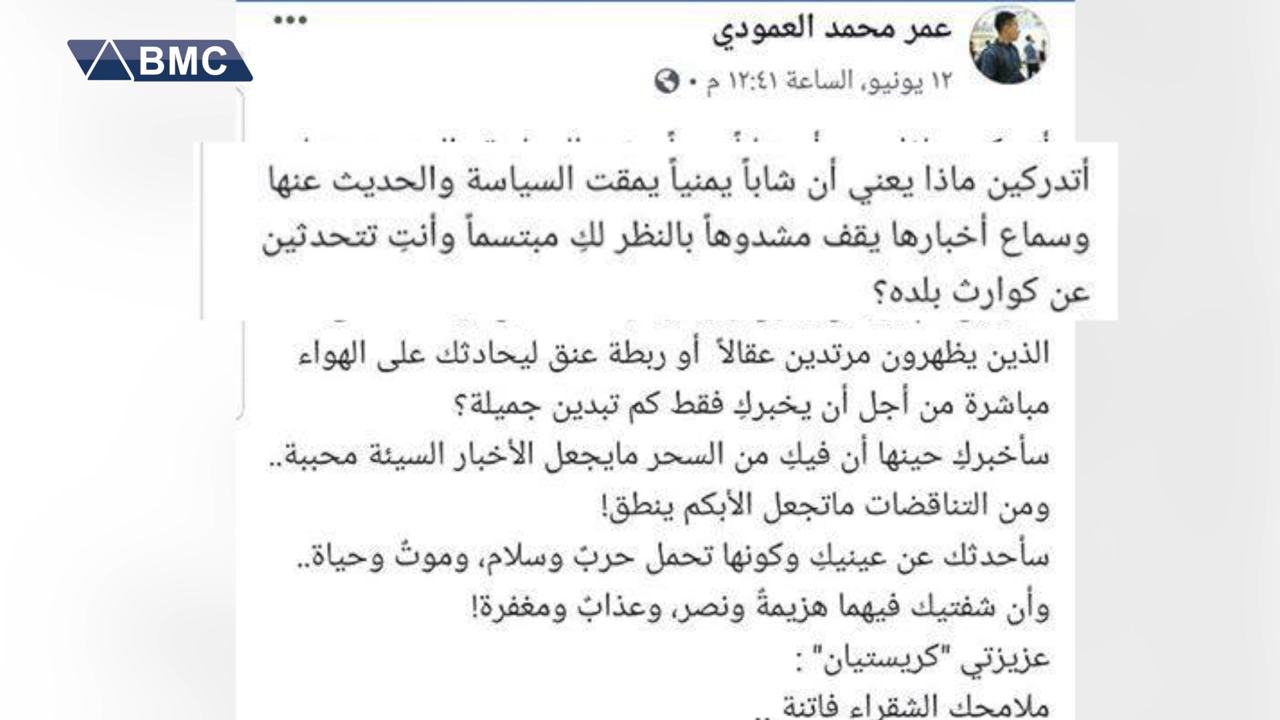 BMC
عمر محمد العمودي
١٢ يونيو، الساعة ١٢:٤١ م
أتدركين ماذا يعني أن شاباً يمنياً يمقت السياسة والحديث عنها
وسماع أخبارها يقف مشدوهاً بالنظر لكِ مبتسماً وأنتِ تتحدثين
عن كوارث بلده؟
الذين يظهرون مرتدين عقالاً أو ربطة عنق ليحادثك على الهواء
مباشرة من أجل أن يخبركِ فقط كم تبدين جميلة؟
سأخبركِ حينها أن فيكِ من السحر مايجعل الأخبار السيئة محببة..
ومن التناقضات ماتجعل الأبكم ينطق!
سأحدثك عن عينيكِ وكونها تحمل حربٌ وسلام، وموتٌ وحياة..
وأن شفتيك فيهما هزيمةٌ ونصر، وعذابٌ ومغفرة!
عزيزتي "كريستيان" :
ملامحك الشقراء فاتنة ..